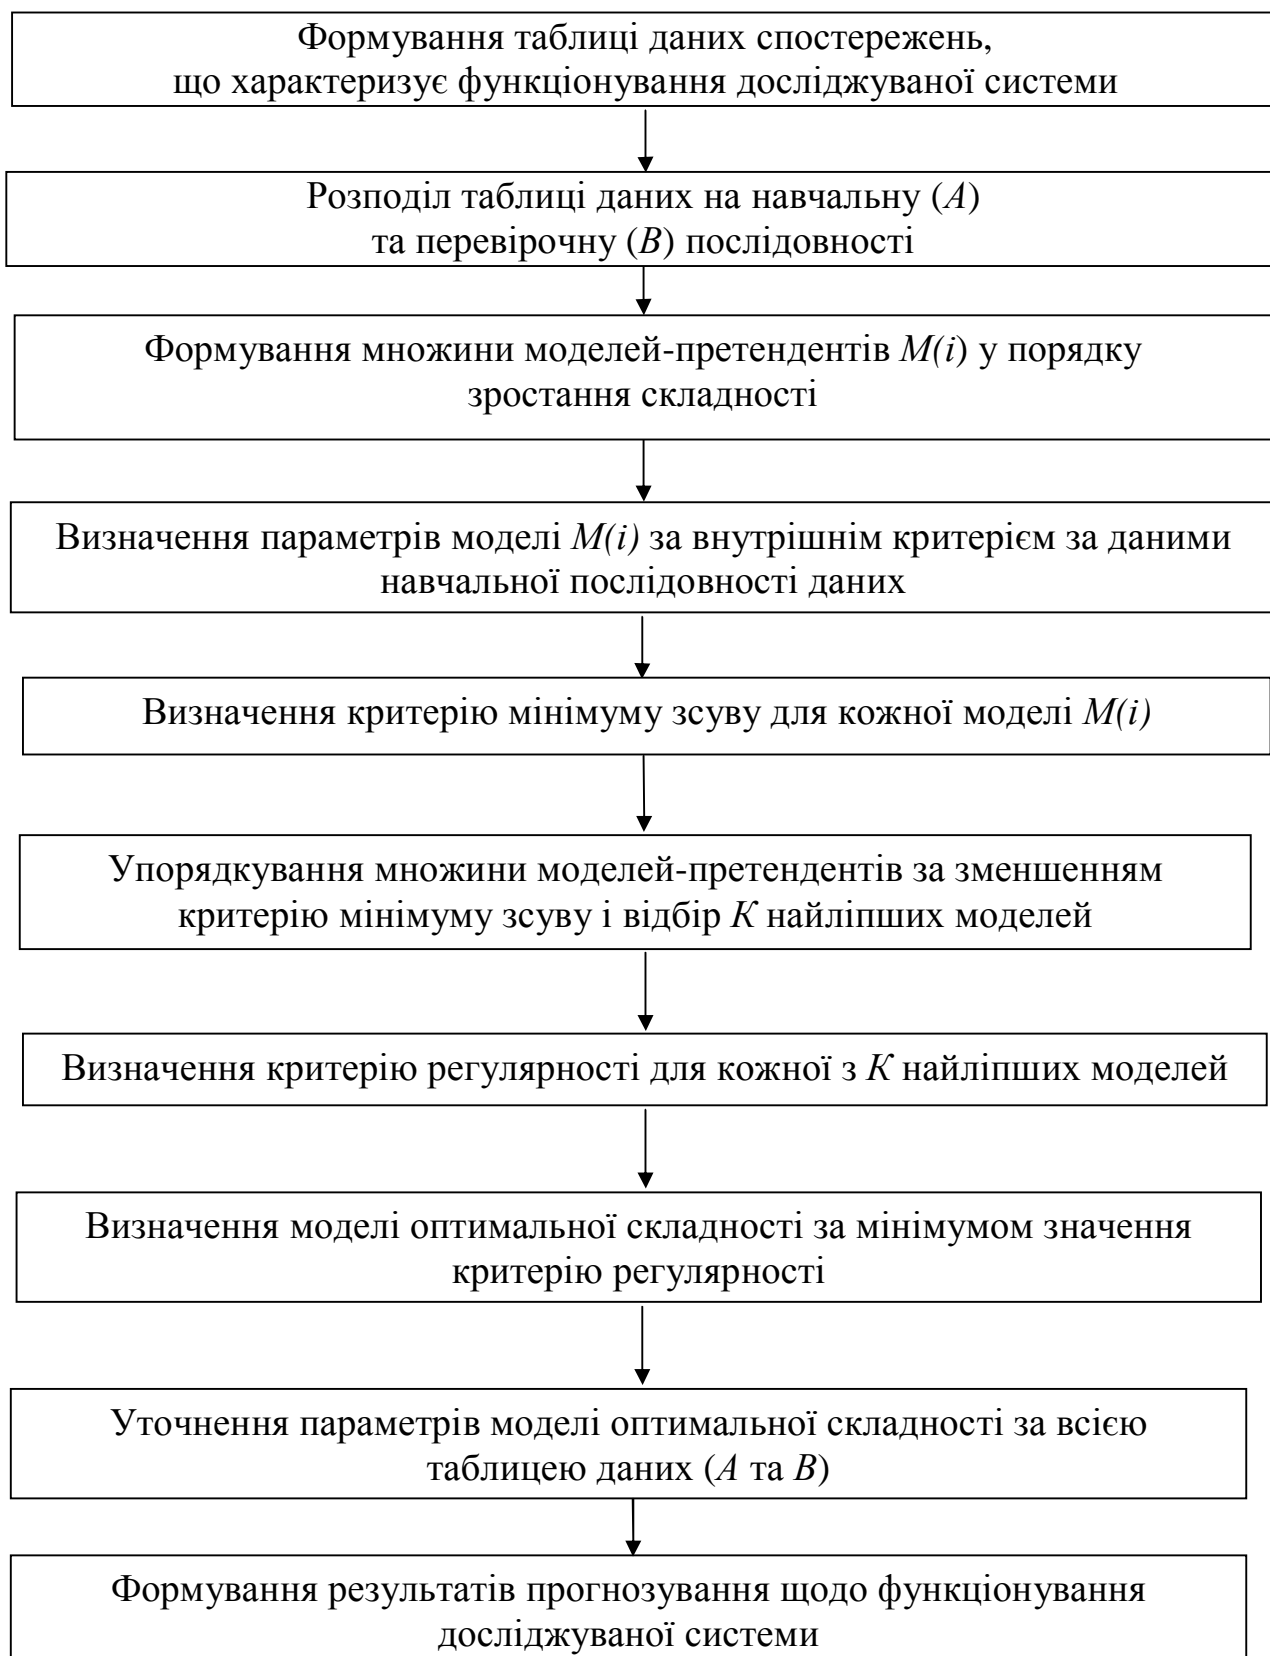 Формування таблиці даних спостережень,
що характеризує функціонування досліджуваної системи
Розподіл таблиці даних на навчальну (A)
та перевірочну (B) послідовності
Формування множини моделей-претендентів M(i) у порядку
зростання складності
Визначення параметрів моделі M(i) за внутрішнім критерієм за даними
навчальної послідовності даних
Визначення критерію мінімуму зсуву для кожної моделі M(i)
Упорядкування множини моделей-претендентів за зменшенням
критерію мінімуму зсуву і відбір K найліпших моделей
Визначення критерію регулярності для кожної з K найліпших моделей
Визначення моделі оптимальної складності за мінімумом значення
критерію регулярності
Уточнення параметрів моделі оптимальної складності за всією
таблицею даних (A та B)
Формування результатів прогнозування щодо функціонування
досліджуваної системи